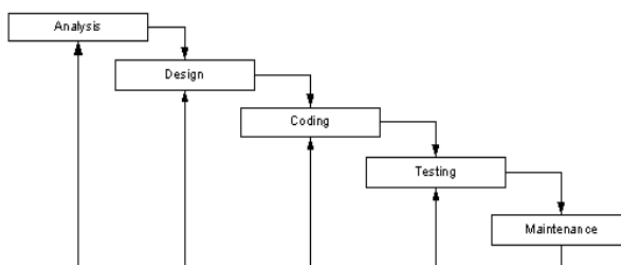 Analysis
Design
Coding
Testing
Maintenance